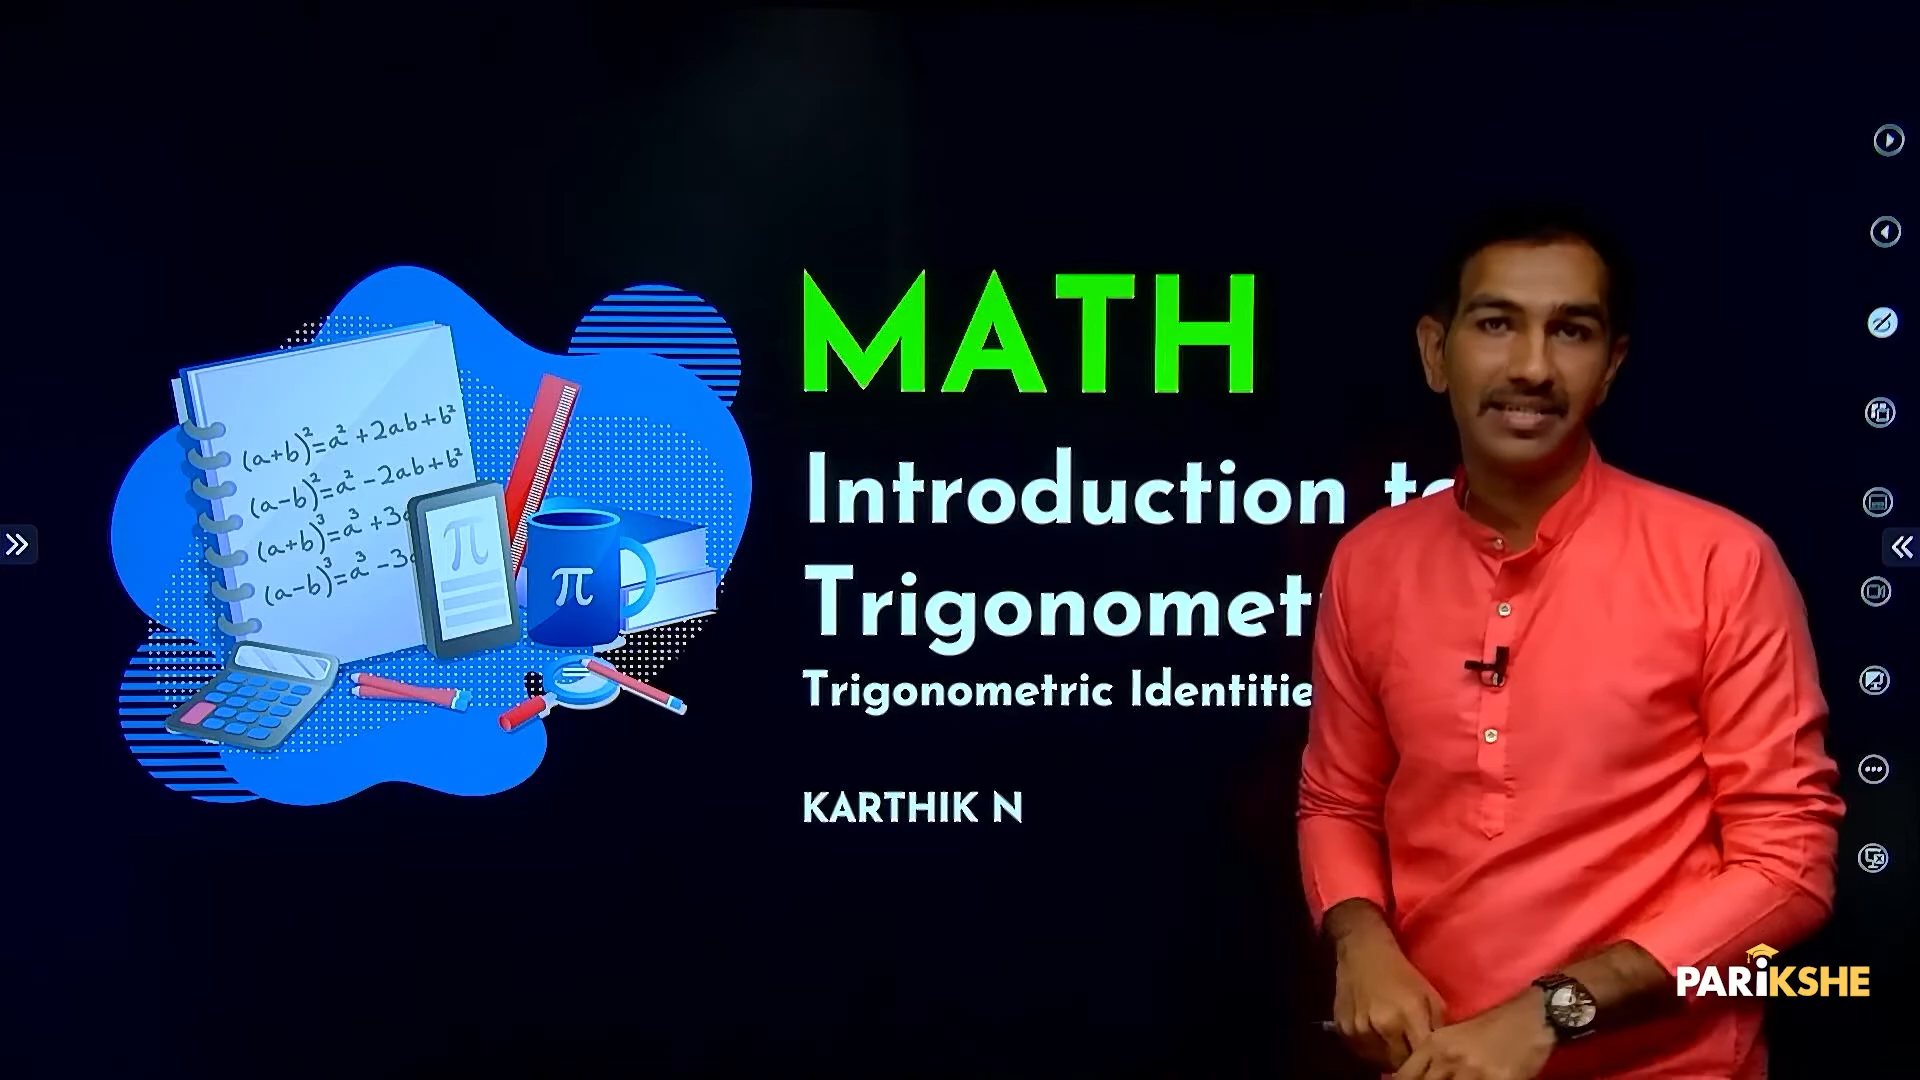 MATH
Introduction to
Trigonomet
Trigonometric Identitie
KARTHIK N
(a+b)²=a²+2ab+b²
(a-b)²=a²-2ab+b²
(a+b)³=a³+3
(a-b)³=a³-3
π
π
PARiKSHE